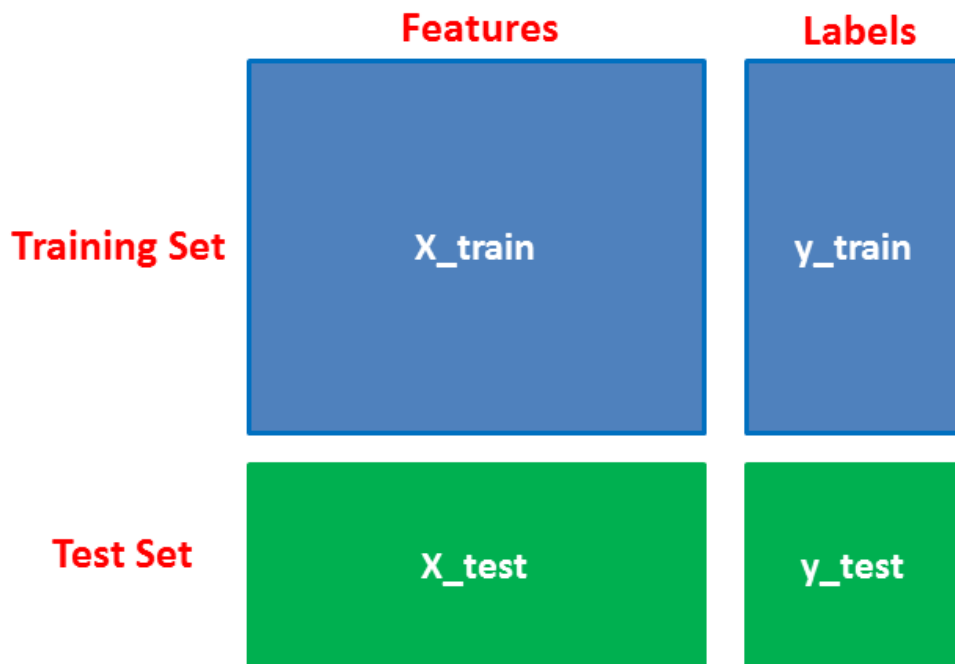 Features
Labels
Training Set
X_train
y_train
Test Set
X_test
y_test